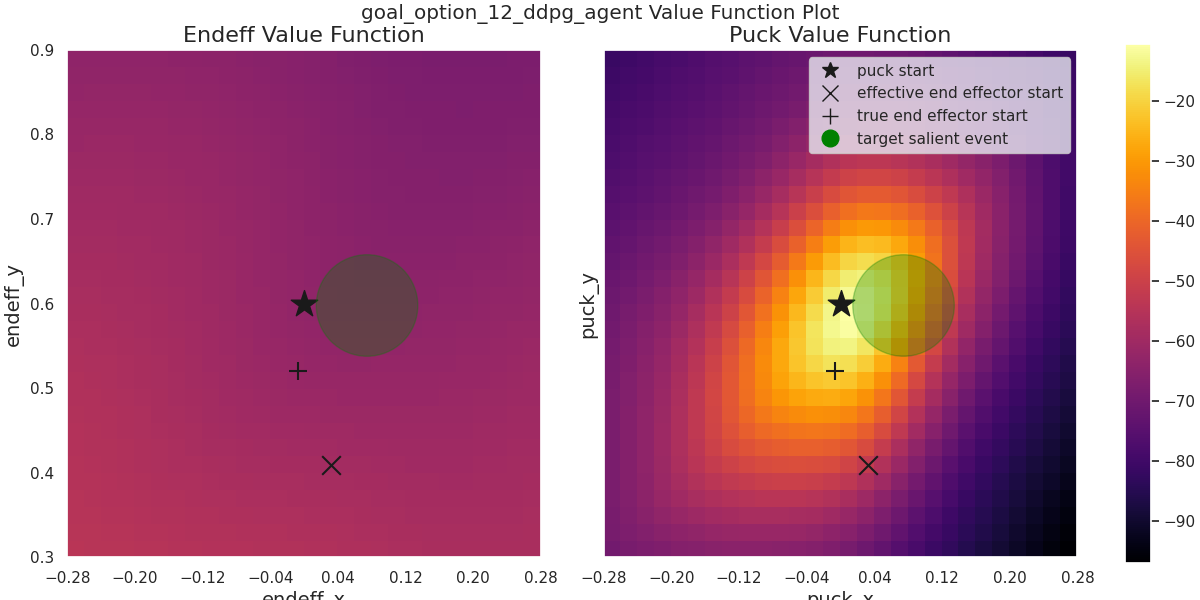 goal_option_12_ddpg_agent Value Function Plot
Endeff Value Function
Puck Value Function
puck start
effective end effector start
true end effector start
target salient event
endeff_y
0.9
0.8
0.7
0.6
0.5
0.4
0.3
−0.28 −0.20 −0.12 −0.04 0.04 0.12 0.20 0.28
endeff_x
puck_y
−0.28 −0.20 −0.12 −0.04 0.04 0.12 0.20 0.28
puck_x
−20
−30
−40
−50
−60
−70
−80
−90